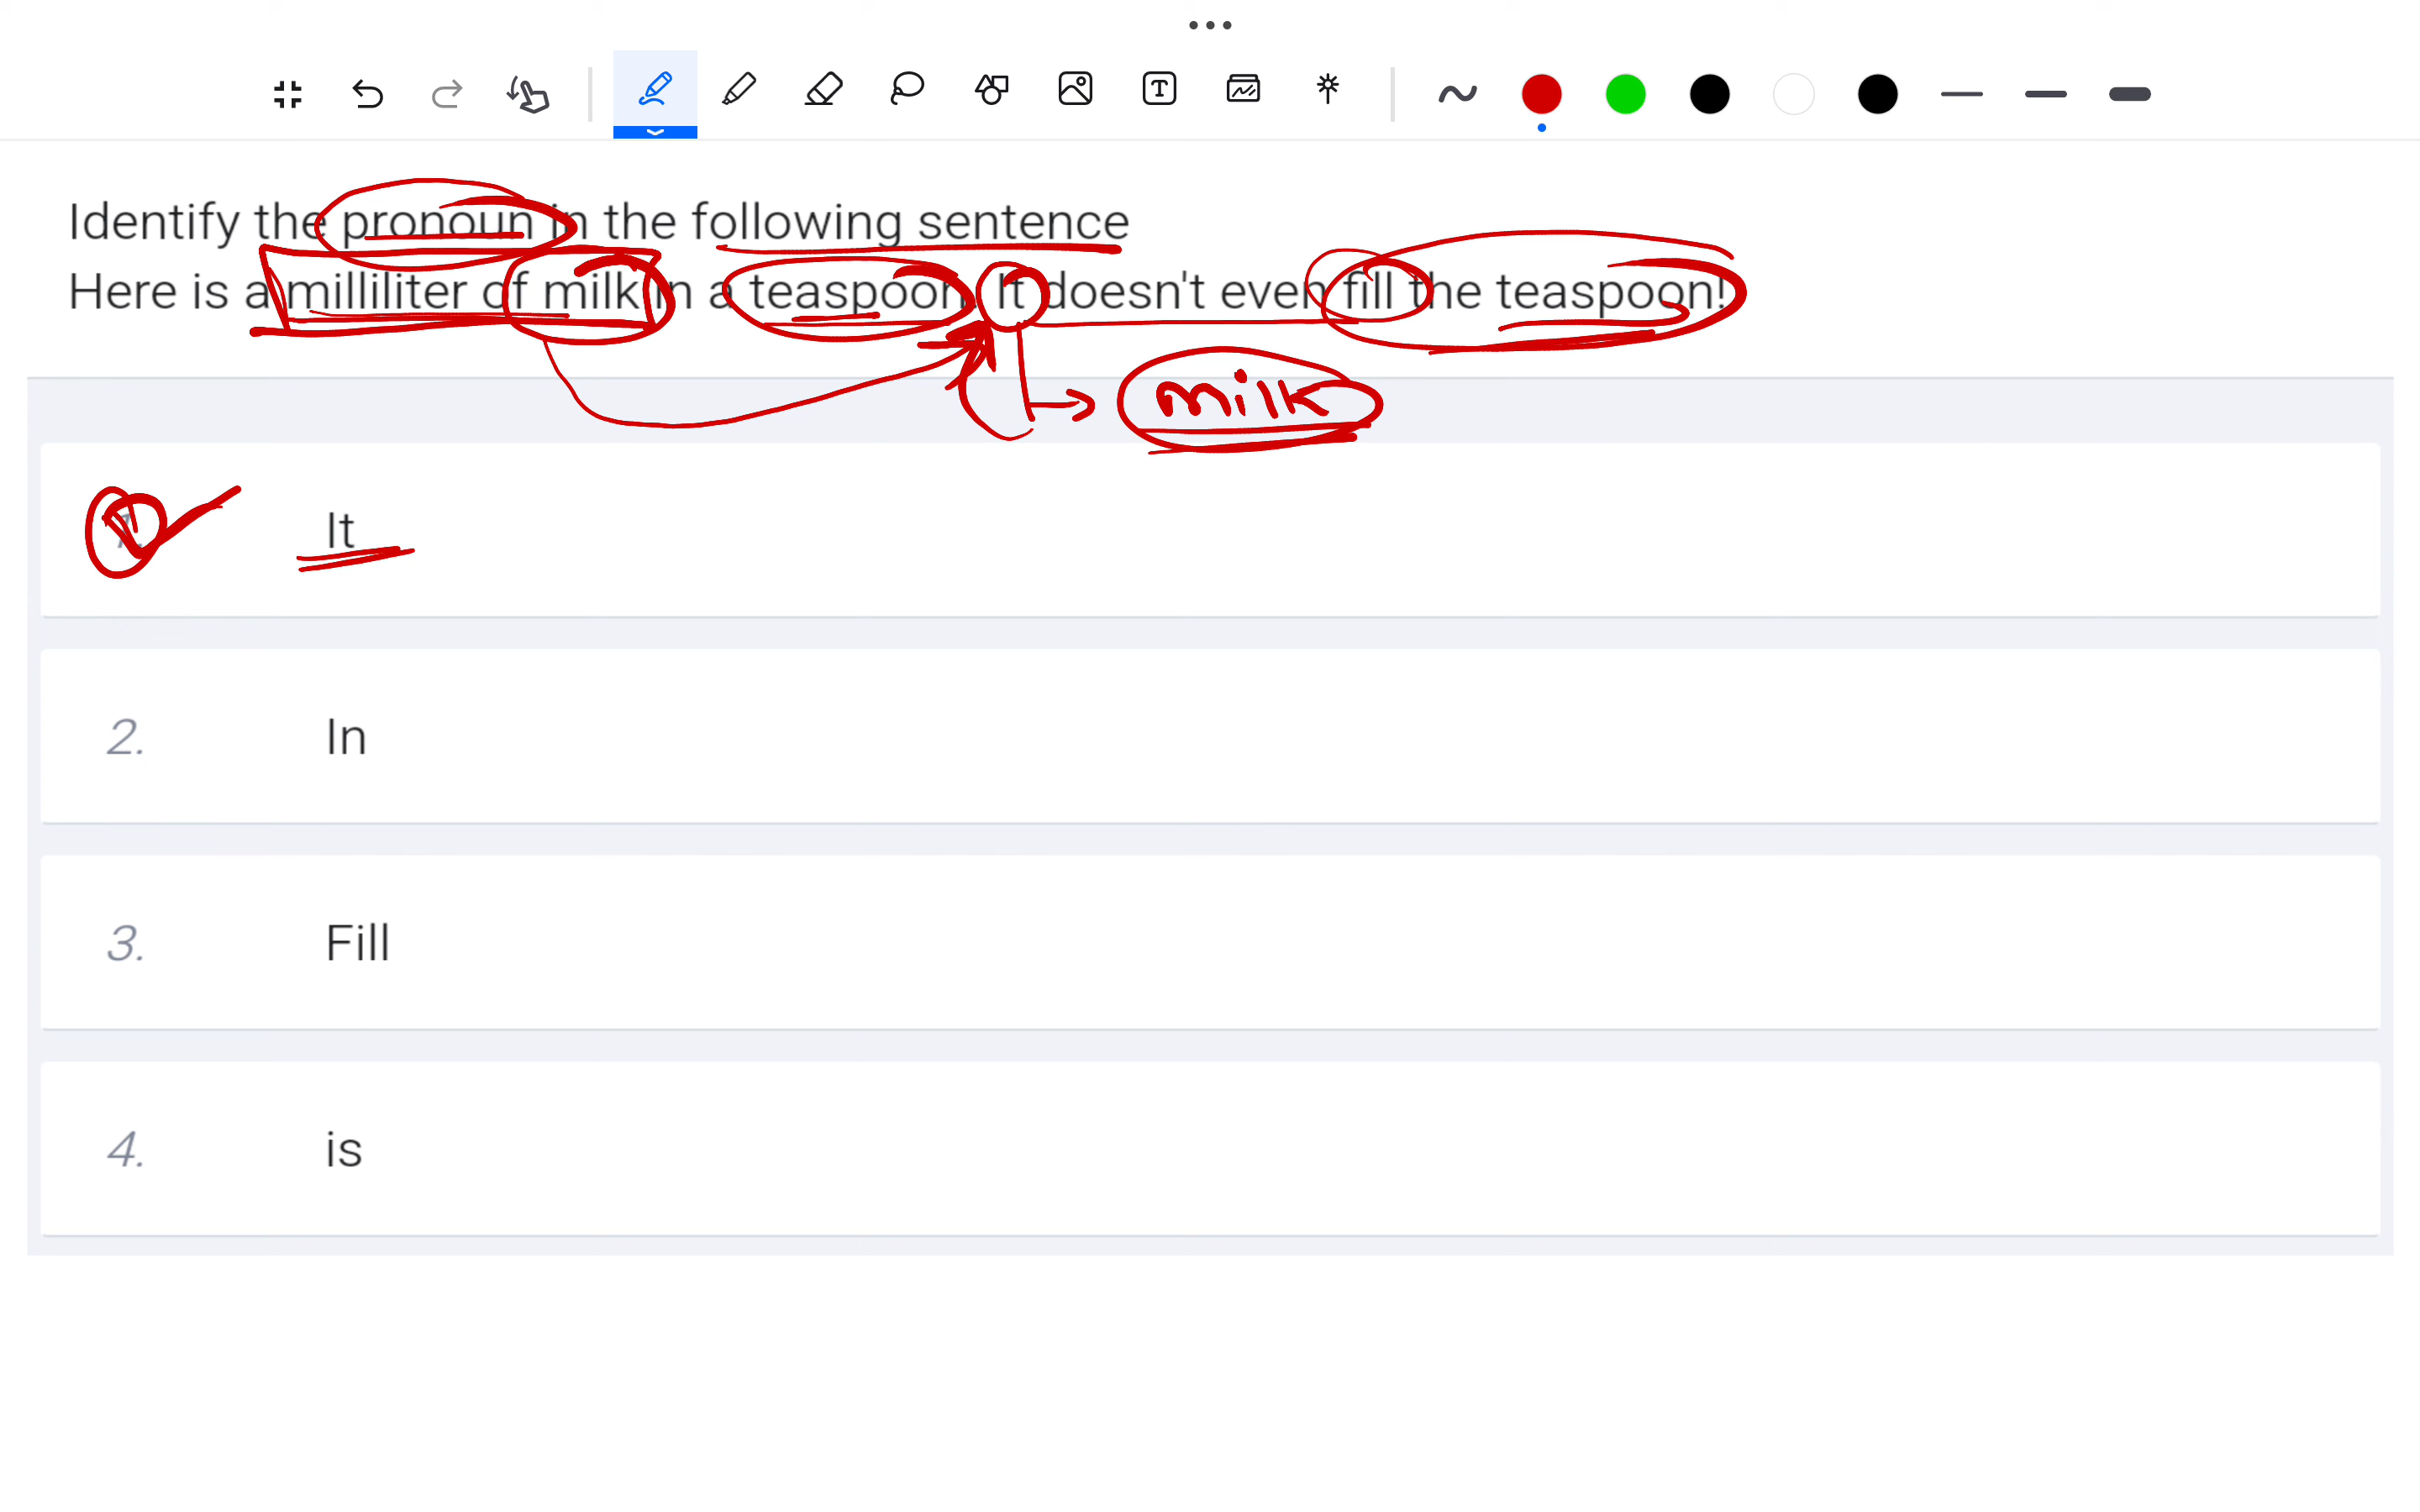 Identify the pronoun in the following sentence
Here is a milliliter of milk in a teaspoon. It doesn't even fill the teaspoon!
milk
1. It
2. In
3. Fill
4. is